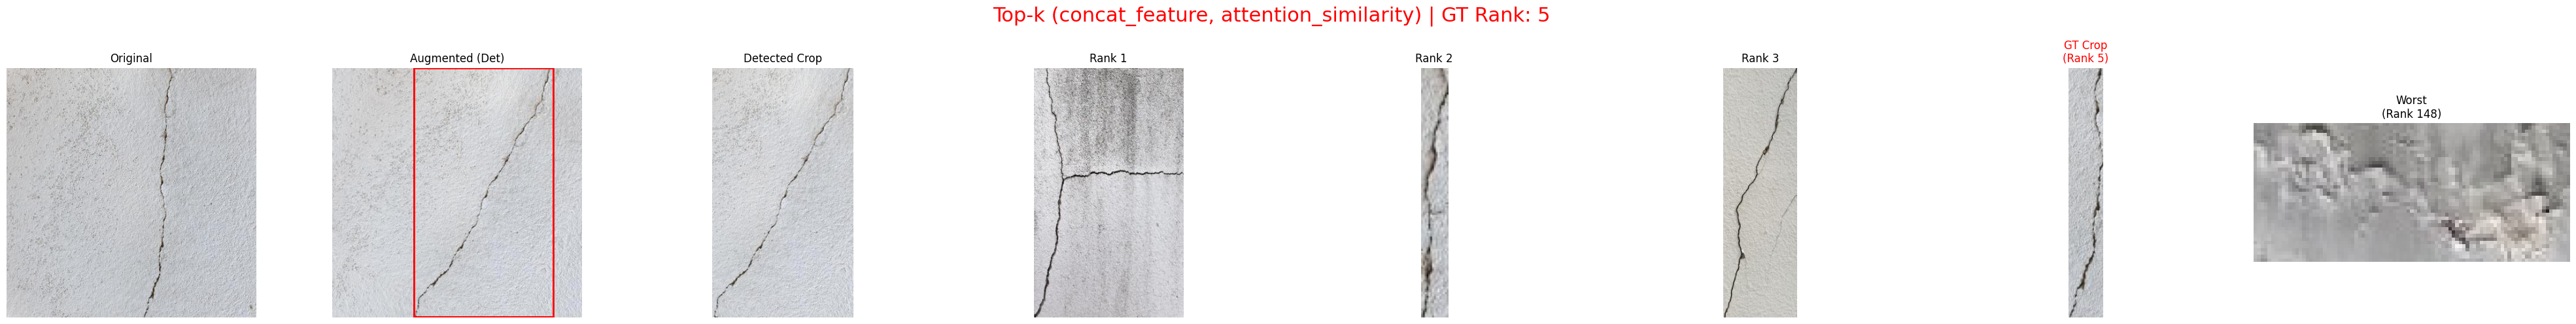 Top-k (concat_feature, attention_similarity) | GT Rank: 5
Original
Augmented (Det)
Detected Crop
Rank 1
Rank 2
Rank 3
GT Crop
(Rank 5)
Worst
(Rank 148)